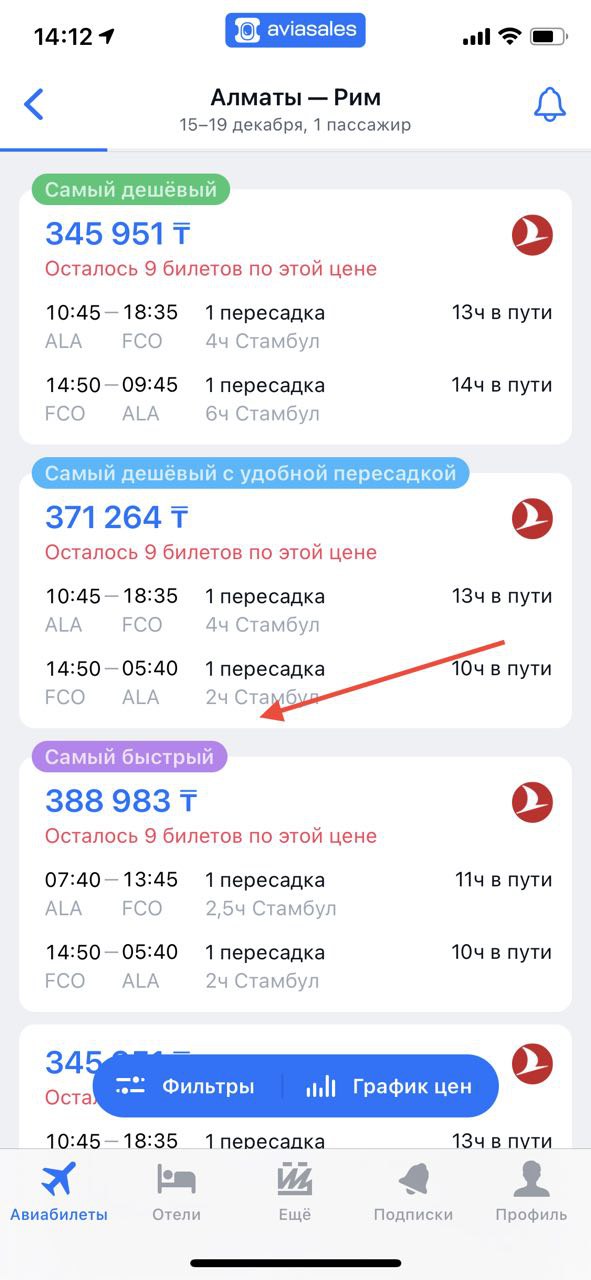 14:12
aviasales
Алматы — Рим
15–19 декабря, 1 пассажир
Самый дешёвый
345 951 ₸
Осталось 9 билетов по этой цене
10:45 — 18:35 1 пересадка 13ч в пути
ALA FCO 4ч Стамбул
14:50 — 09:45 1 пересадка 14ч в пути
FCO ALA 6ч Стамбул
Самый дешёвый с удобной пересадкой
371 264 ₸
Осталось 9 билетов по этой цене
10:45 — 18:35 1 пересадка 13ч в пути
ALA FCO 4ч Стамбул
14:50 — 05:40 1 пересадка 10ч в пути
FCO ALA 2ч Стамбул
Самый быстрый
388 983 ₸
Осталось 9 билетов по этой цене
07:40 — 13:45 1 пересадка 11ч в пути
ALA FCO 2,5ч Стамбул
14:50 — 05:40 1 пересадка 10ч в пути
FCO ALA 2ч Стамбул
345
Фильтры График цен
10:45 — 18:35 1 пересадка 13ч в пути
Авиабилеты Отели Ещё Подписки Профиль